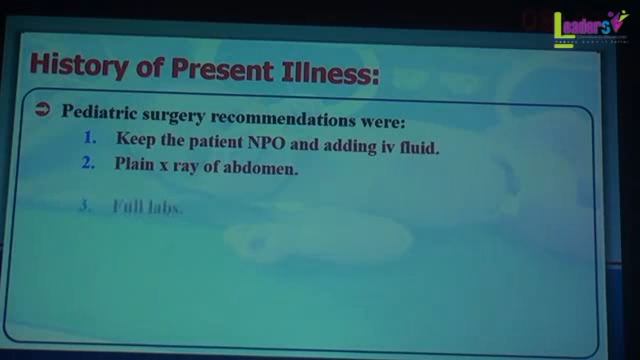 Leaders
History of Present Illness:
Pediatric surgery recommendations were:
1. Keep the patient NPO and adding iv fluid.
2. Plain x ray of abdomen.
3. Full labs.